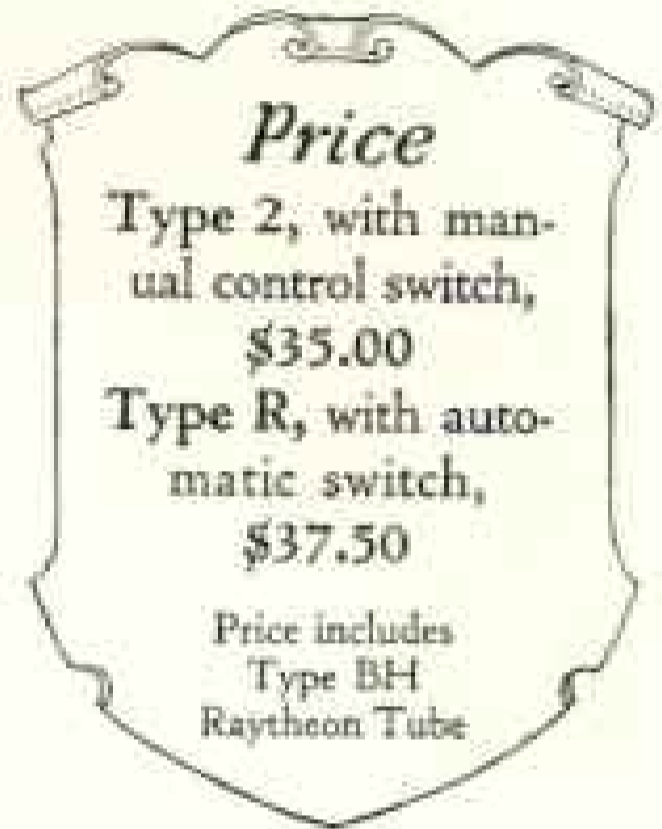 Price
Type 2, with man-
ual control switch,
$35.00
Type R, with auto-
matic switch,
$37.50
Price includes
Type BH
Raytheon Tube